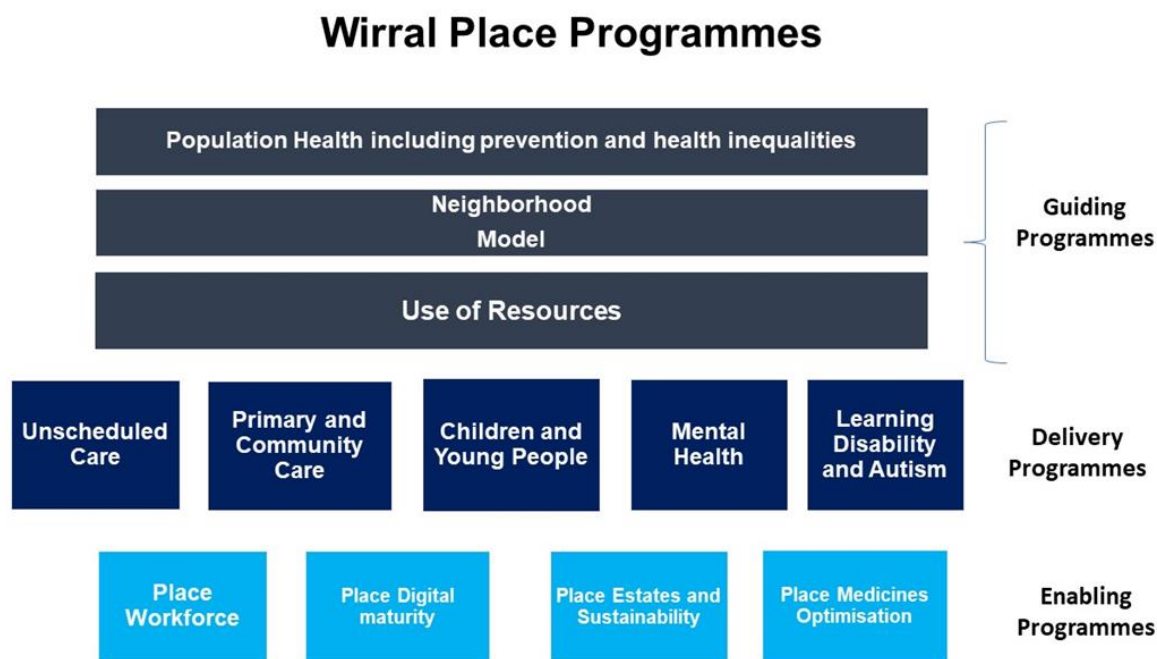 Wirral Place Programmes
Population Health including prevention and health inequalities
Neighborhood
Model
Use of Resources
Guiding
Programmes
Unscheduled
Care
Primary and
Community
Care
Children and
Young People
Mental
Health
Learning
Disability
and Autism
Delivery
Programmes
Place
Workforce
Place Digital
maturity
Place Estates and
Sustainability
Place Medicines
Optimisation
Enabling
Programmes